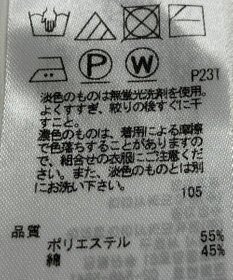 P
W
P231
淡色のものは無蛍光洗剤を使用。
よくすすぎ、絞りの後すぐに干
すこと。
濃色のものは、着用による摩擦
で色落ちすることがありますの
で、組合せの衣服にご注意くださ
い。また、淡色のものとは別
にお洗い下さい。
105
品質
ポリエステル 55%
綿 45%